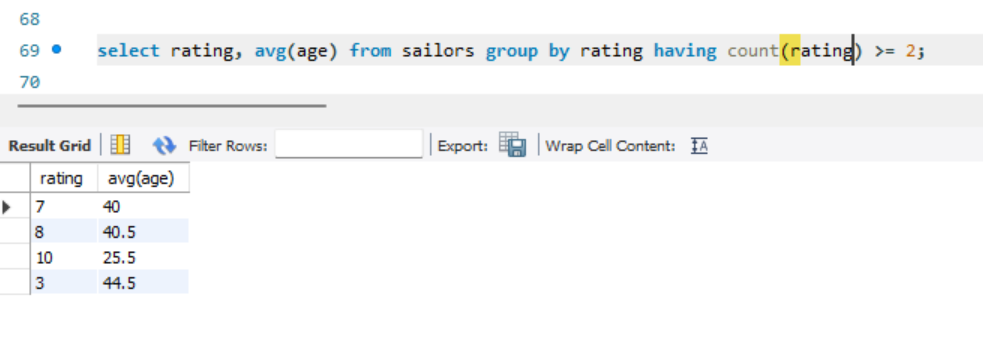 68
69 select rating, avg(age) from sailors group by rating having count(rating) >= 2;
70
Result Grid Filter Rows: Export: Wrap Cell Content:
rating avg(age)
7 40
8 40.5
10 25.5
3 44.5